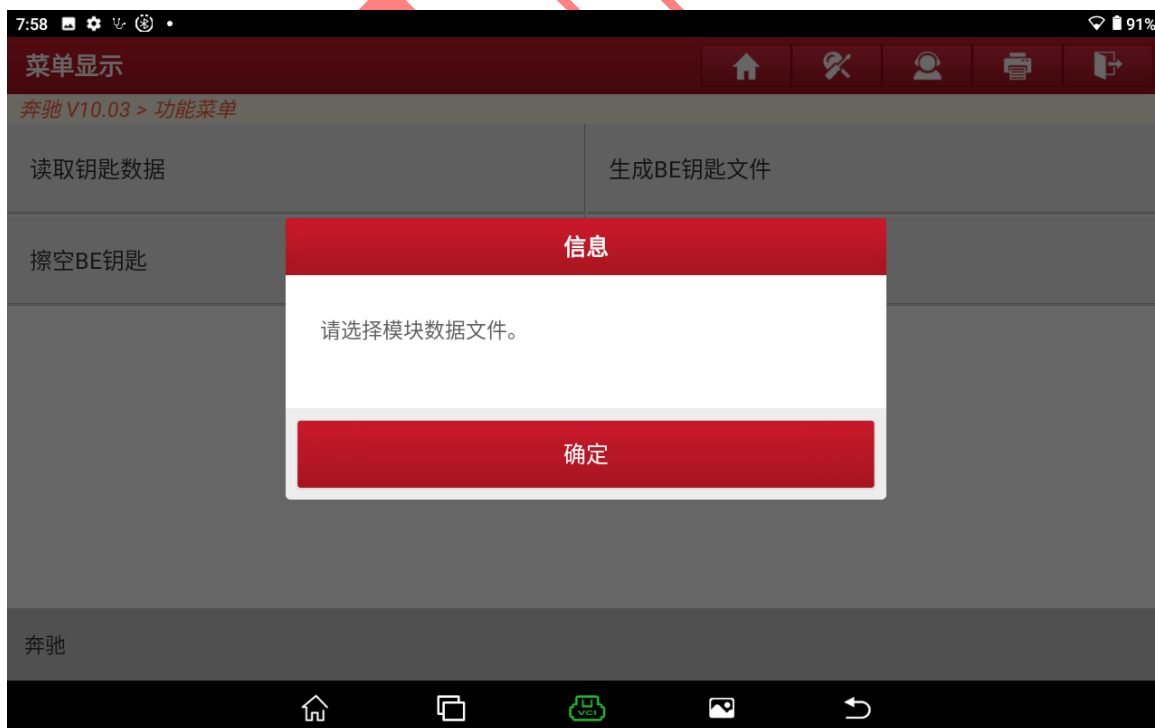 7:58
91%
菜单显示
奔驰 V10.03 > 功能菜单
读取钥匙数据
生成BE钥匙文件
擦空BE钥匙
信息
请选择模块数据文件。
确定
奔驰
VCI